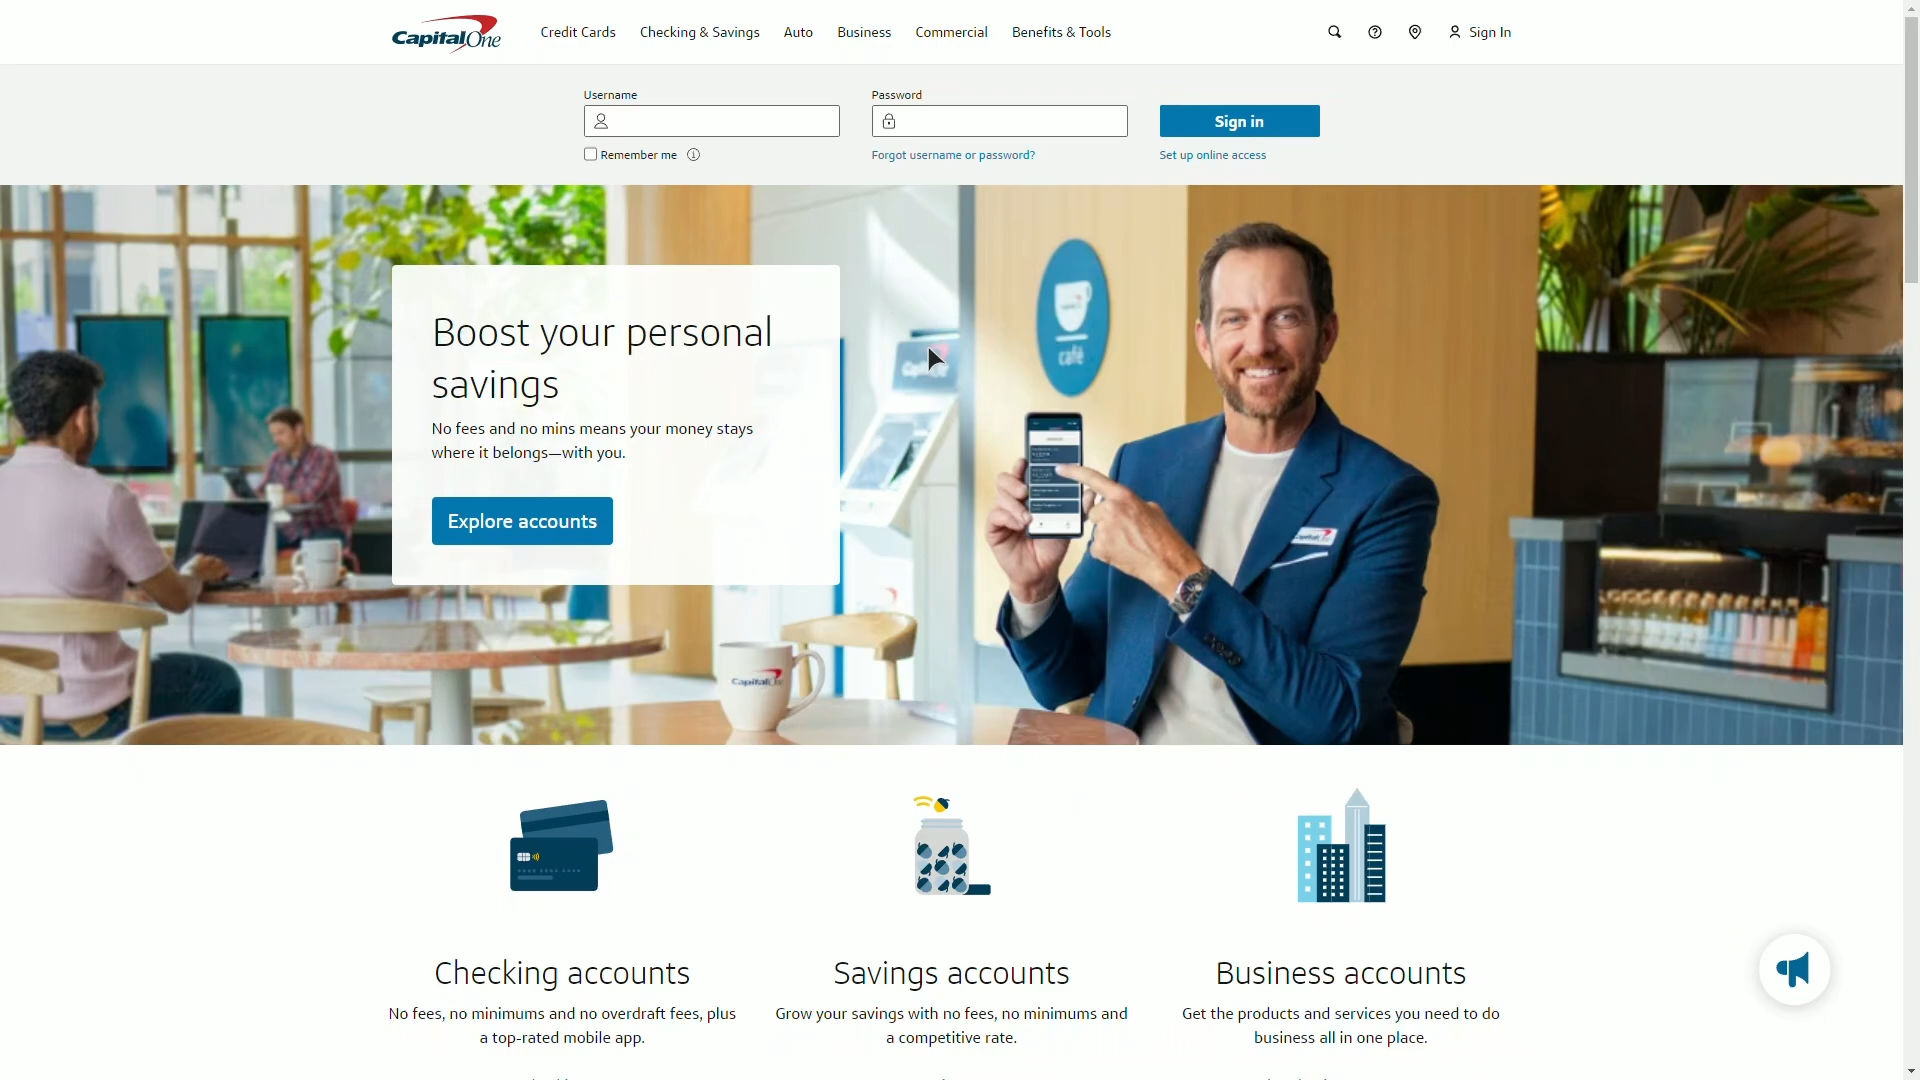 CapitalOne
Credit Cards
Checking & Savings
Auto
Business
Commercial
Benefits & Tools
Sign In
Username
Password
Sign in
Remember me
Forgot username or password?
Set up online access
Boost your personal
savings
No fees and no mins means your money stays
where it belongs—with you.
Explore accounts
café
CapitalOne
CapitalOne
Checking accounts
No fees, no minimums and no overdraft fees, plus
a top-rated mobile app.
Savings accounts
Grow your savings with no fees, no minimums and
a competitive rate.
Business accounts
Get the products and services you need to do
business all in one place.